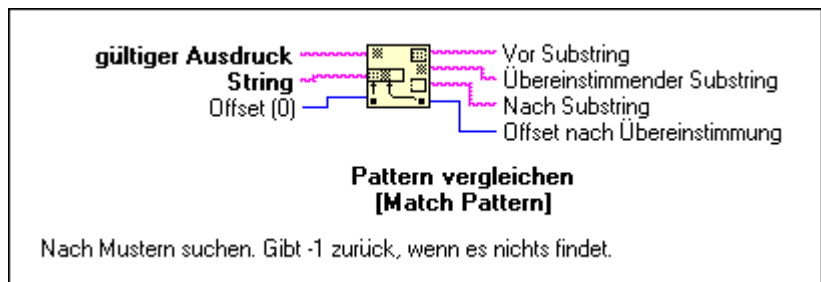 gültiger Ausdruck
String
Offset (0)
Vor Substring
Übereinstimmender Substring
Nach Substring
Offset nach Übereinstimmung
Pattern vergleichen
[Match Pattern]
Nach Mustern suchen. Gibt -1 zurück, wenn es nichts findet.